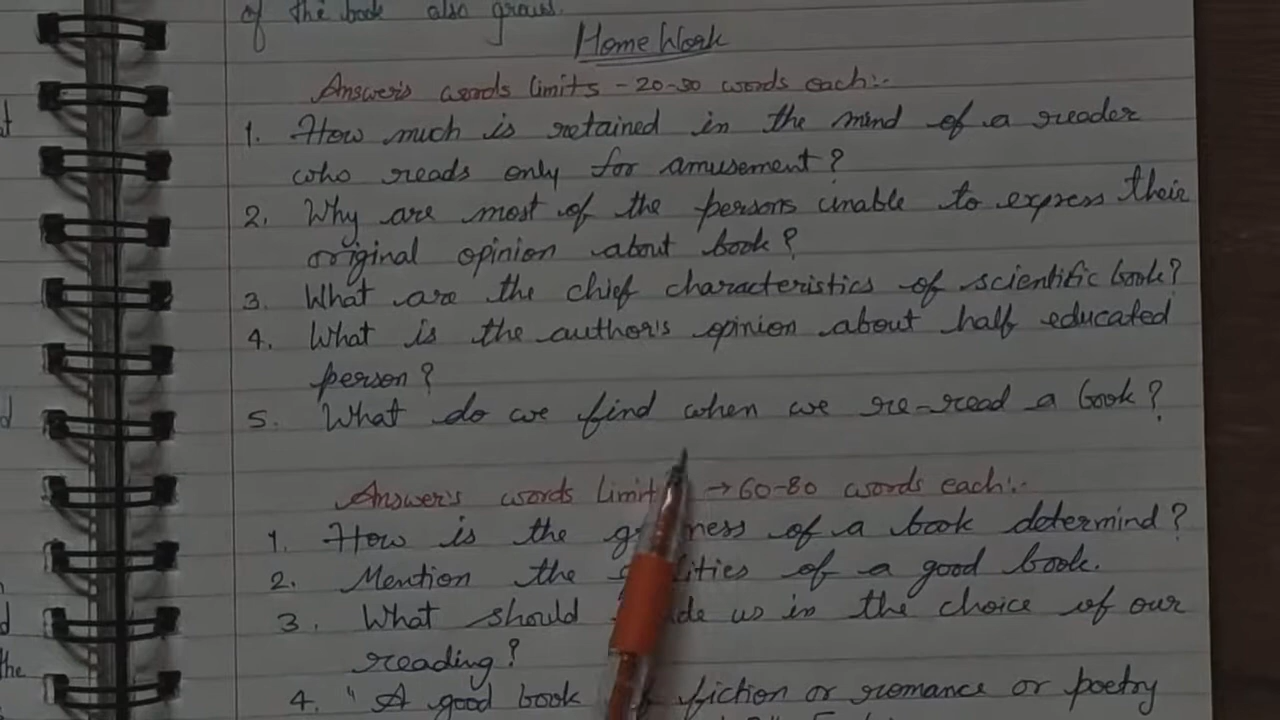 of the book also grows.
Home Work
Answer's words limits - 20-30 words each:-
1. How much is retained in the mind of a reader
who reads only for amusement?
2. Why are most of the persons unable to express their
original opinion about book?
3. What are the chief characteristics of scientific book?
4. What is the author's opinion about half educated
person?
5. What do we find when we re-read a book?
Answer's words limit → 60-80 words each:-
1. How is the of a book determind?
2. Mention the of a good book.
3. What should us in the choice of our
reading?
4. "A good book fiction or romance or poetry
the